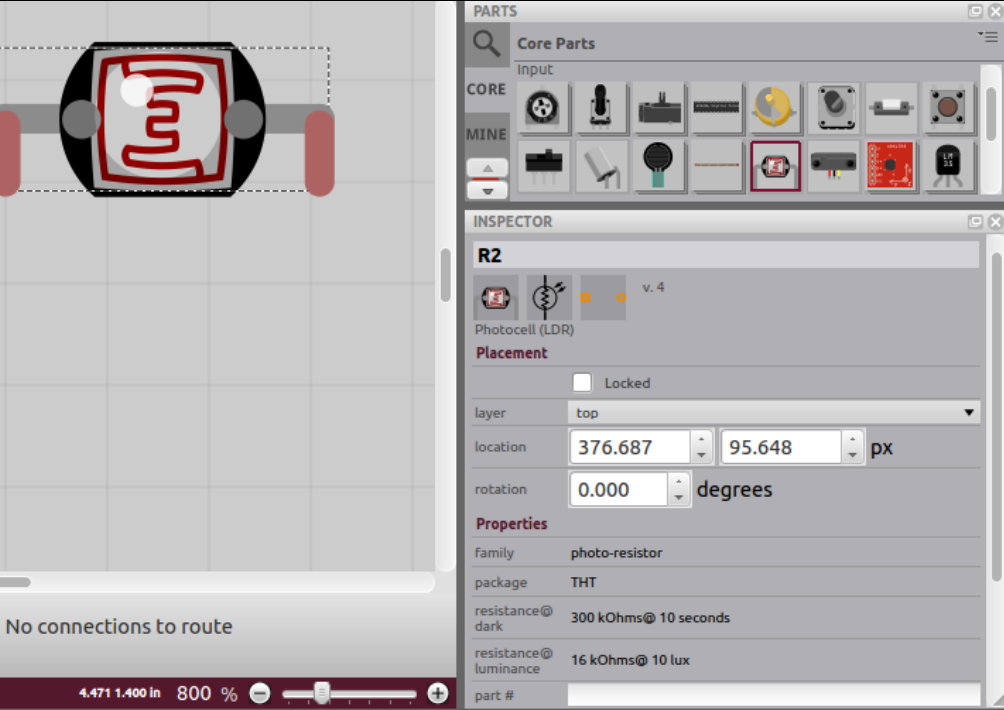 PARTS
Core Parts
Input
CORE
MINE
LM
35
INSPECTOR
R2
v. 4
Photocell (LDR)
Placement
Locked
layer
top
location
376.687
95.648
px
rotation
0.000
degrees
Properties
family
photo-resistor
package
THT
resistance@
dark
300 kOhms@ 10 seconds
resistance@
luminance
16 kOhms@ 10 lux
part #
No connections to route
4.471 1.400 in
800 %